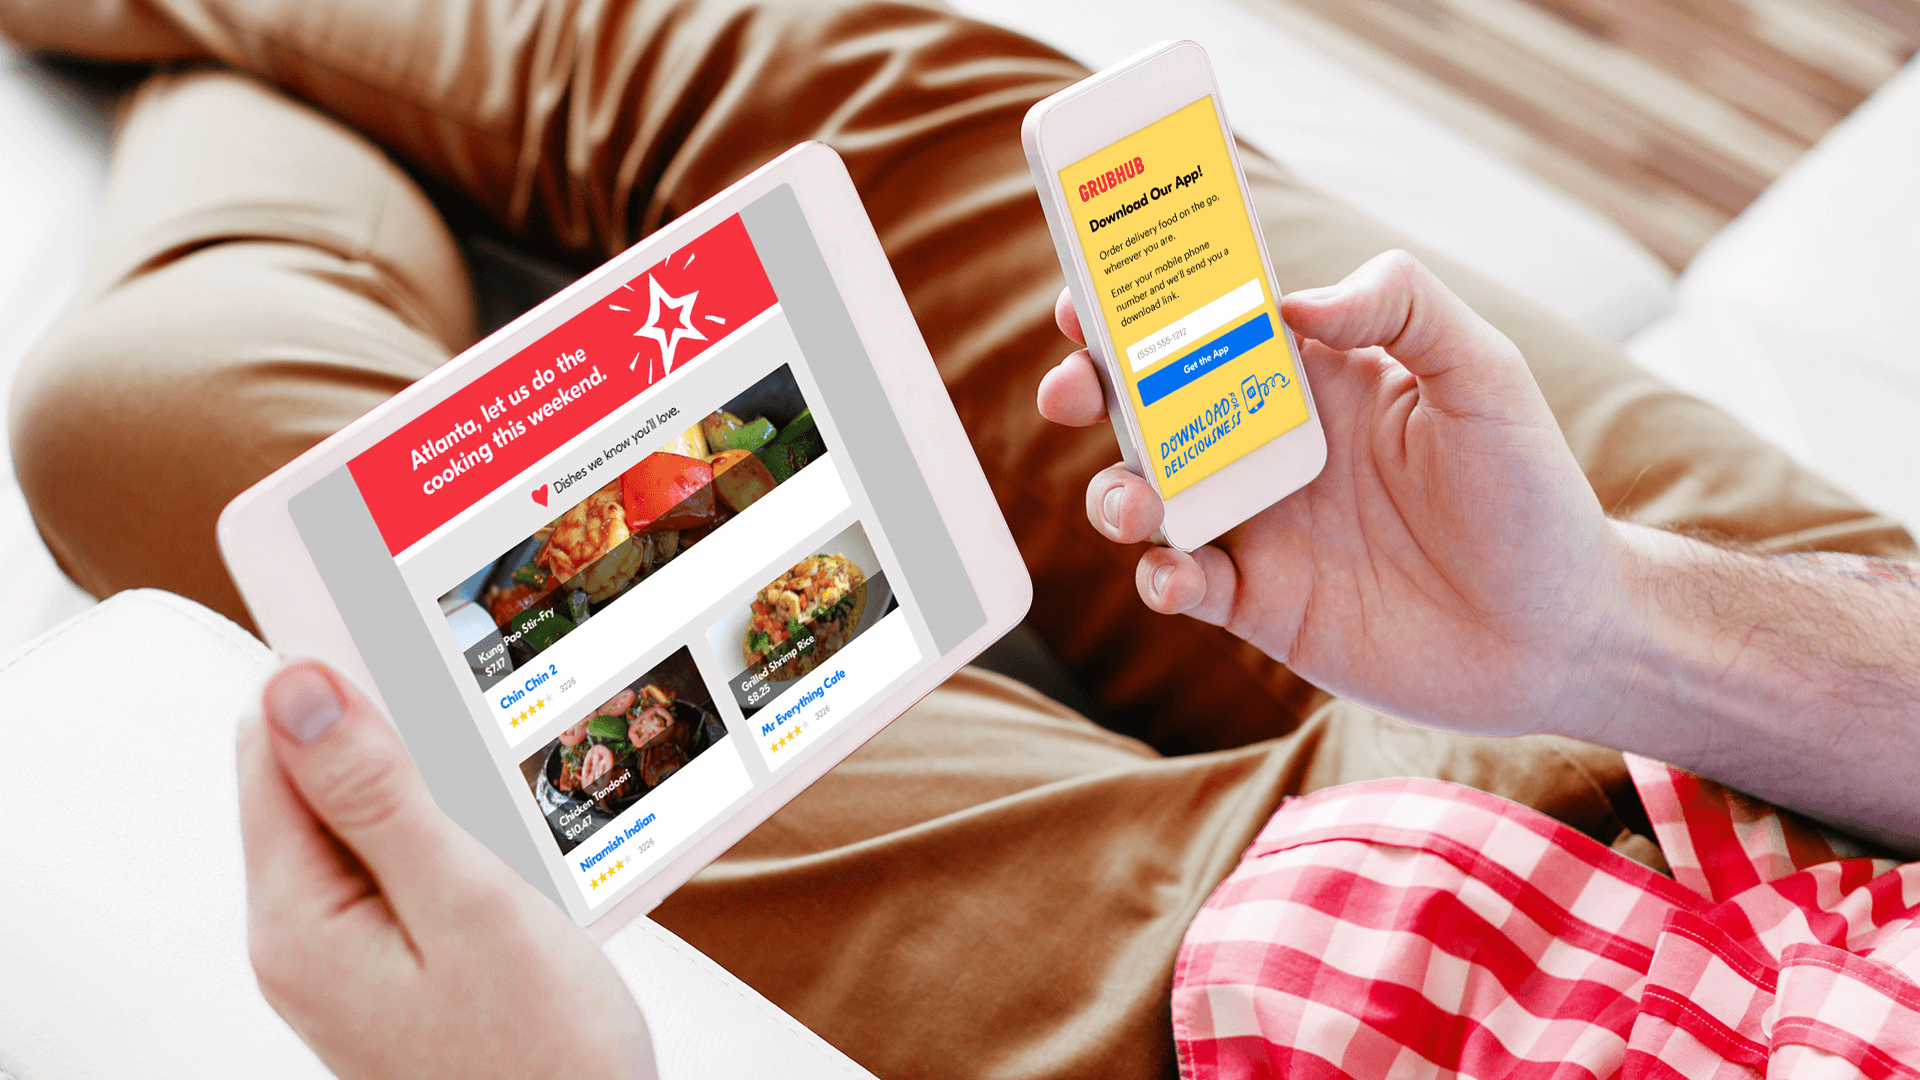 Atlanta, let us do the
cooking this weekend.
Dishes we know you'll love.
Kung Pao Stir-Fry
$7.17
Chin Chin 2
3226
Grilled Shrimp Rice
$8.25
Mr Everything Cafe
3226
Chicken Tandoori
$10.47
Niramish Indian
3226
GRUBHUB
Download Our App!
Order delivery food on the go,
wherever you are.
Enter your mobile phone
number and we'll send you a
download link.
(555) 555-1212
Get the App
DOWNLOAD FOR
DELICIOUSNESS